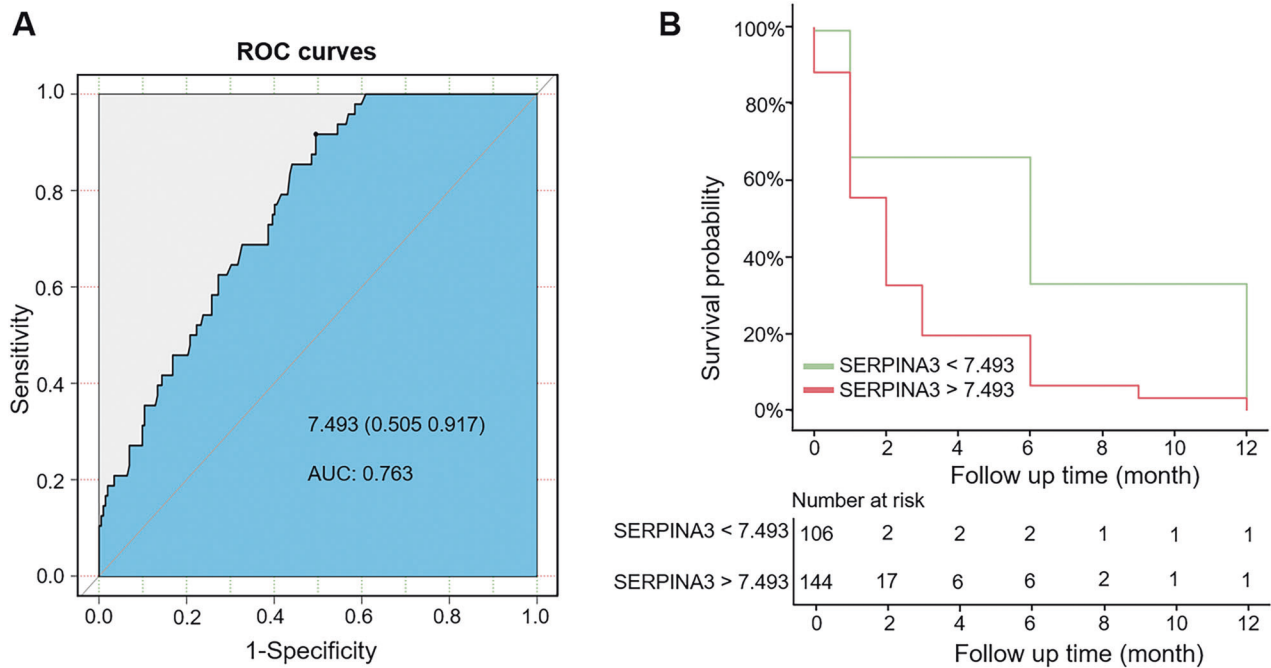 A
ROC curves
1.0
0.8
0.6
0.4
0.2
0.0
Sensitivity
7.493 (0.505 0.917)
AUC: 0.763
0.0 0.2 0.4 0.6 0.8 1.0
1-Specificity
B
100%
80%
60%
40%
20%
0%
Survival probability
SERPINA3 < 7.493
SERPINA3 > 7.493
0 2 4 6 8 10 12
Follow up time (month)
Number at risk
SERPINA3 < 7.493 106 2 2 2 1 1 1
SERPINA3 > 7.493 144 17 6 6 2 1 1
0 2 4 6 8 10 12
Follow up time (month)